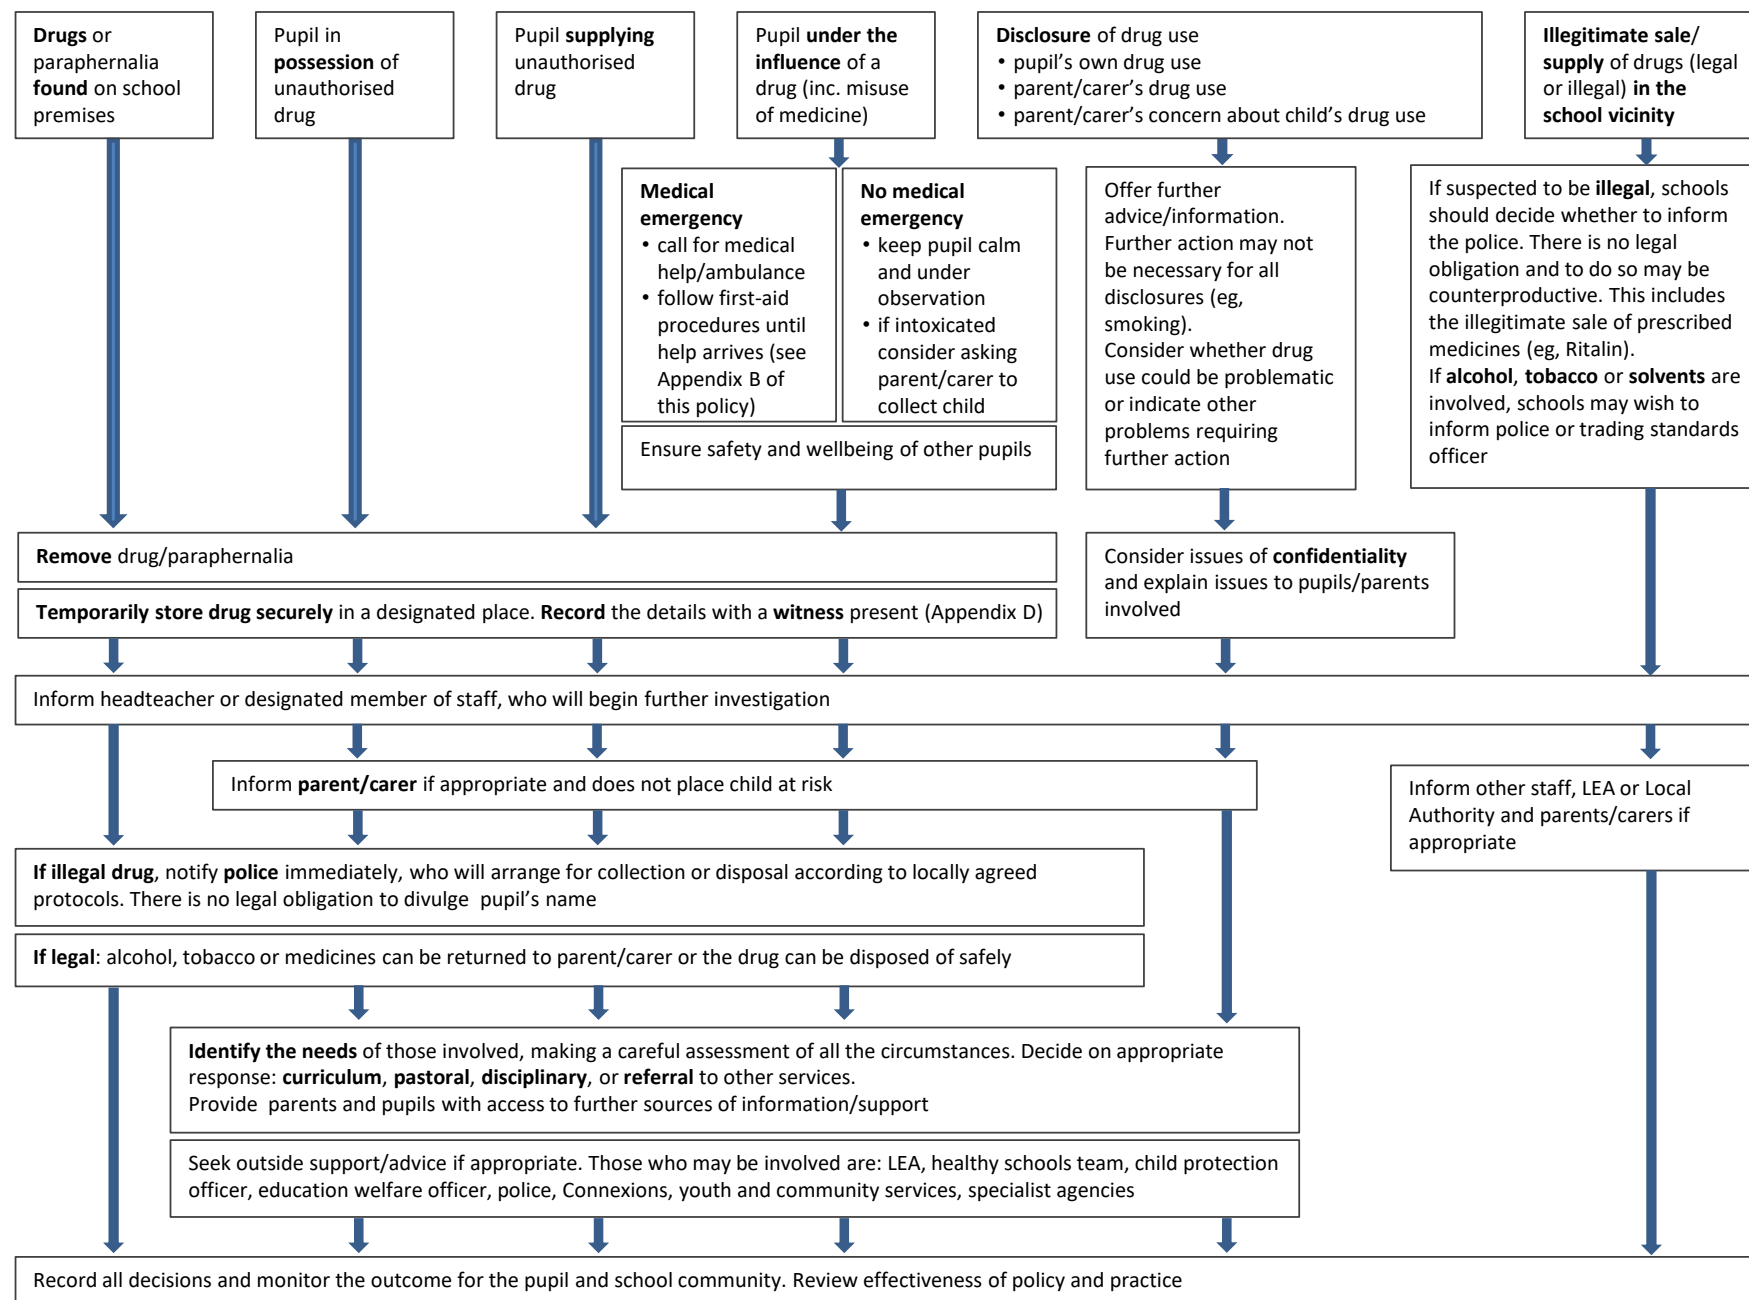 Drugs or
paraphernalia
found on school
premises
Pupil in
possession of
unauthorised
drug
Pupil supplying
unauthorised
drug
Pupil under the
influence of a
drug (inc. misuse
of medicine)
Disclosure of drug use
• pupil's own drug use
• parent/carer's drug use
• parent/carer's concern about child's drug use
Illegitimate sale/
supply of drugs (legal
or illegal) in the
school vicinity
Medical
emergency
• call for medical
help/ambulance
• follow first-aid
procedures until
help arrives (see
Appendix B of
this policy)
No medical
emergency
• keep pupil calm
and under
observation
• if intoxicated
consider asking
parent/carer to
collect child
Ensure safety and wellbeing of other pupils
Offer further
advice/information.
Further action may not
be necessary for all
disclosures (eg,
smoking).
Consider whether drug
use could be problematic
or indicate other
problems requiring
further action
If suspected to be illegal, schools
should decide whether to inform
the police. There is no legal
obligation and to do so may be
counterproductive. This includes
the illegitimate sale of prescribed
medicines (eg, Ritalin).
If alcohol, tobacco or solvents are
involved, schools may wish to
inform police or trading standards
officer
Remove drug/paraphernalia
Temporarily store drug securely in a designated place. Record the details with a witness present (Appendix D)
Consider issues of confidentiality
and explain issues to pupils/parents
involved
Inform headteacher or designated member of staff, who will begin further investigation
Inform parent/carer if appropriate and does not place child at risk
Inform other staff, LEA or Local
Authority and parents/carers if
appropriate
If illegal drug, notify police immediately, who will arrange for collection or disposal according to locally agreed
protocols. There is no legal obligation to divulge pupil's name
If legal: alcohol, tobacco or medicines can be returned to parent/carer or the drug can be disposed of safely
Identify the needs of those involved, making a careful assessment of all the circumstances. Decide on appropriate
response: curriculum, pastoral, disciplinary, or referral to other services.
Provide parents and pupils with access to further sources of information/support
Seek outside support/advice if appropriate. Those who may be involved are: LEA, healthy schools team, child protection
officer, education welfare officer, police, Connexions, youth and community services, specialist agencies
Record all decisions and monitor the outcome for the pupil and school community. Review effectiveness of policy and practice